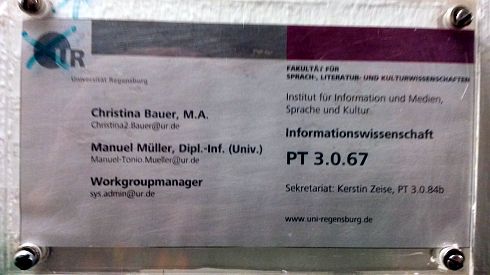 UR
Universität Regensburg
Christina Bauer, M.A.
Christina2.Bauer@ur.de
Manuel Müller, Dipl.-Inf. (Univ.)
Manuel-Tonio.Mueller@ur.de
Workgroupmanager
sys.admin@ur.de
FAKULTÄT FÜR
SPRACH-, LITERATUR- UND KULTURWISSENSCHAFTEN
Institut für Information und Medien,
Sprache und Kultur
Informationswissenschaft
PT 3.0.67
Sekretariat: Kerstin Zeise, PT 3.0.84b
www.uni-regensburg.de